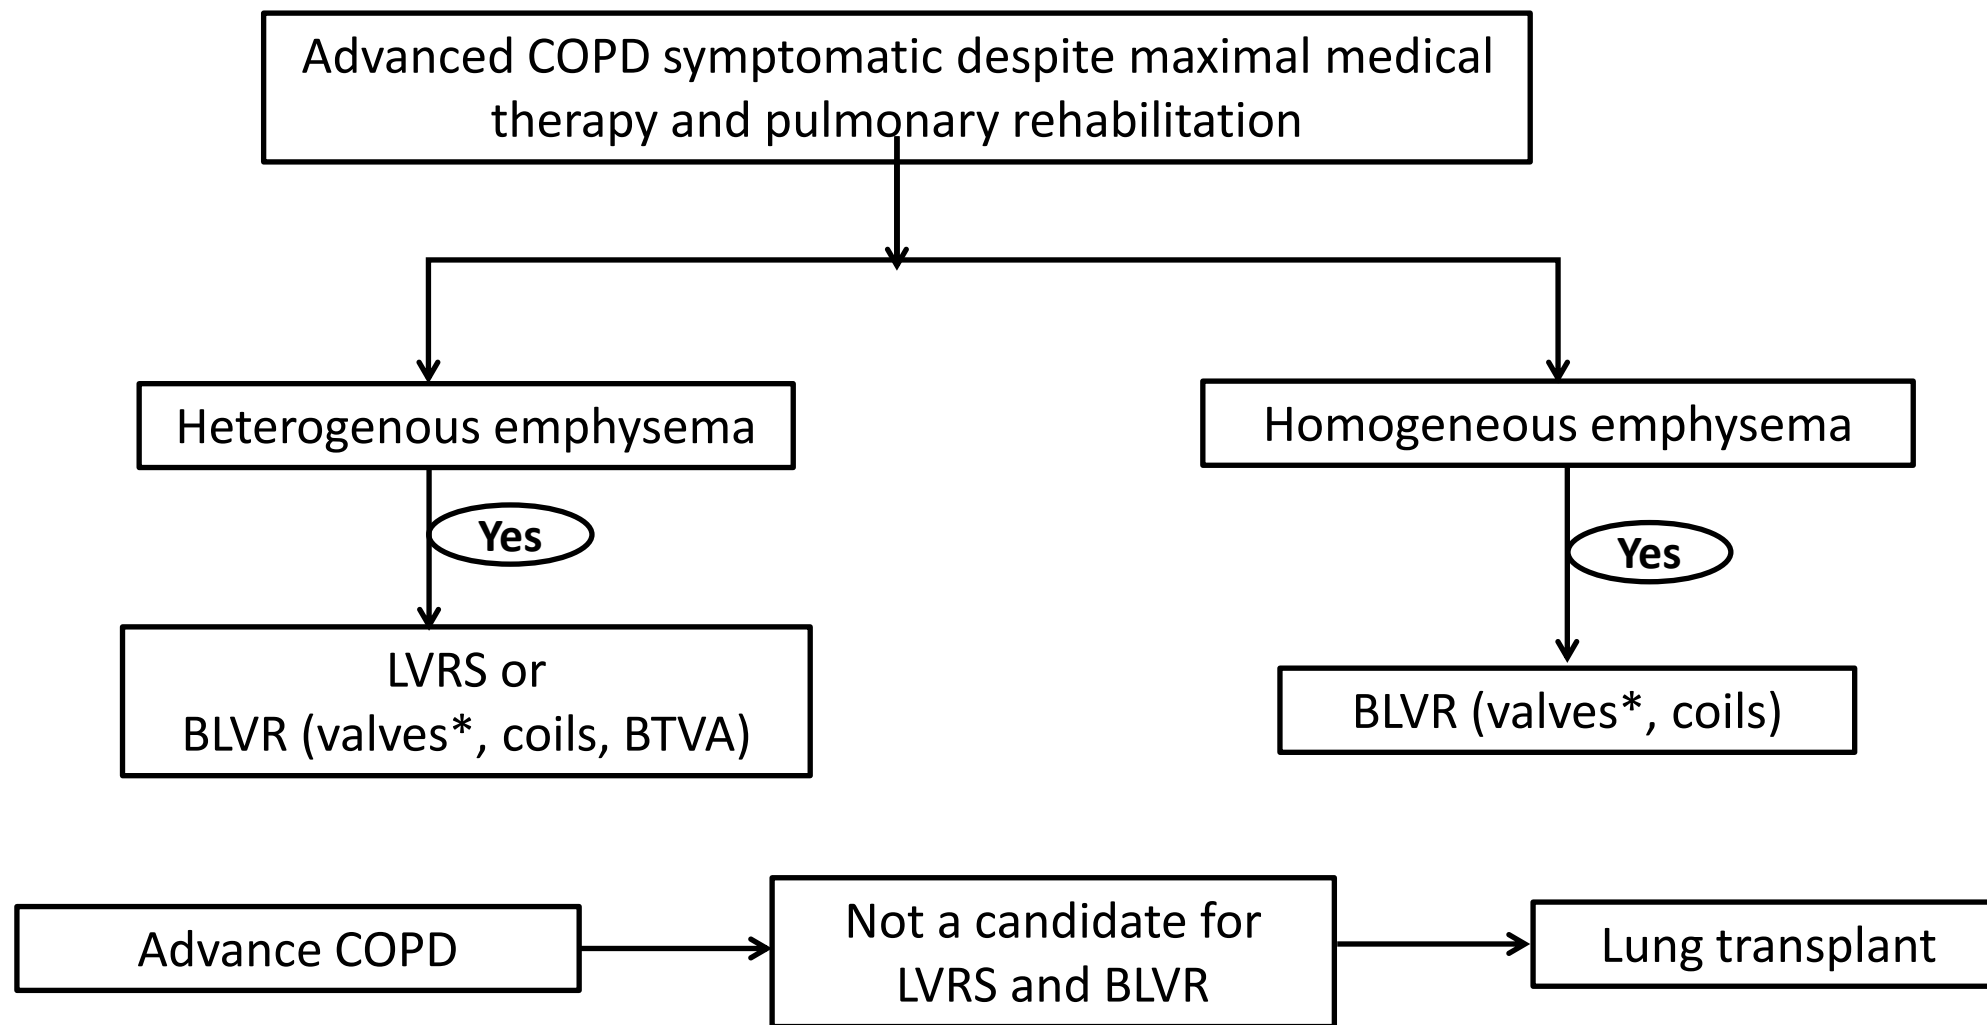 Advanced COPD symptomatic despite maximal medical
therapy and pulmonary rehabilitation
Heterogenous emphysema
Homogeneous emphysema
Yes
Yes
LVRS or
BLVR (valves*, coils, BTVA)
BLVR (valves*, coils)
Advance COPD
Not a candidate for
LVRS and BLVR
Lung transplant